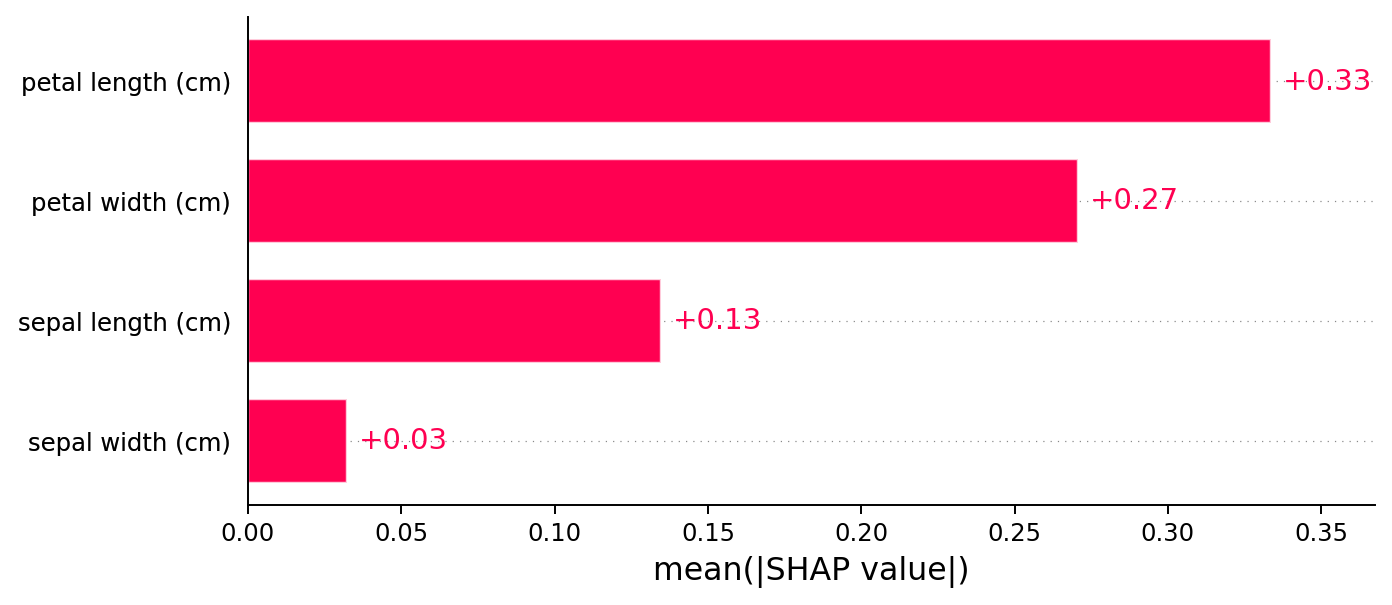 petal length (cm) +0.33
petal width (cm) +0.27
sepal length (cm) +0.13
sepal width (cm) +0.03
0.00 0.05 0.10 0.15 0.20 0.25 0.30 0.35
mean(|SHAP value|)